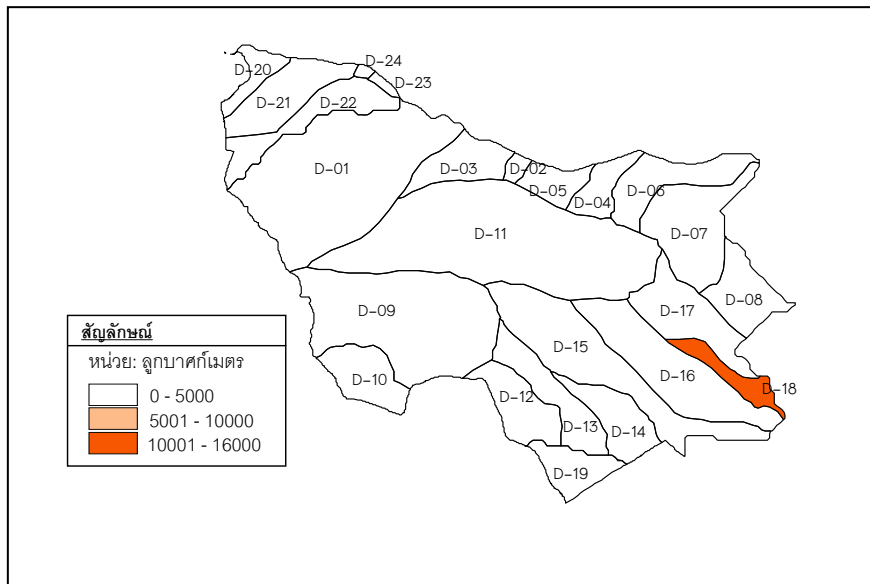 D-24
D-20
D-23
D-21
D-22
D-01
D-03
D-02
D-05
D-04
D-06
D-11
D-07
D-08
D-17
D-09
D-15
D-16
D-10
D-12
D-18
D-13
D-14
D-19
สัญลักษณ์
หน่วย: ลูกบาศก์เมตร
0 - 5000
5001 - 10000
10001 - 16000